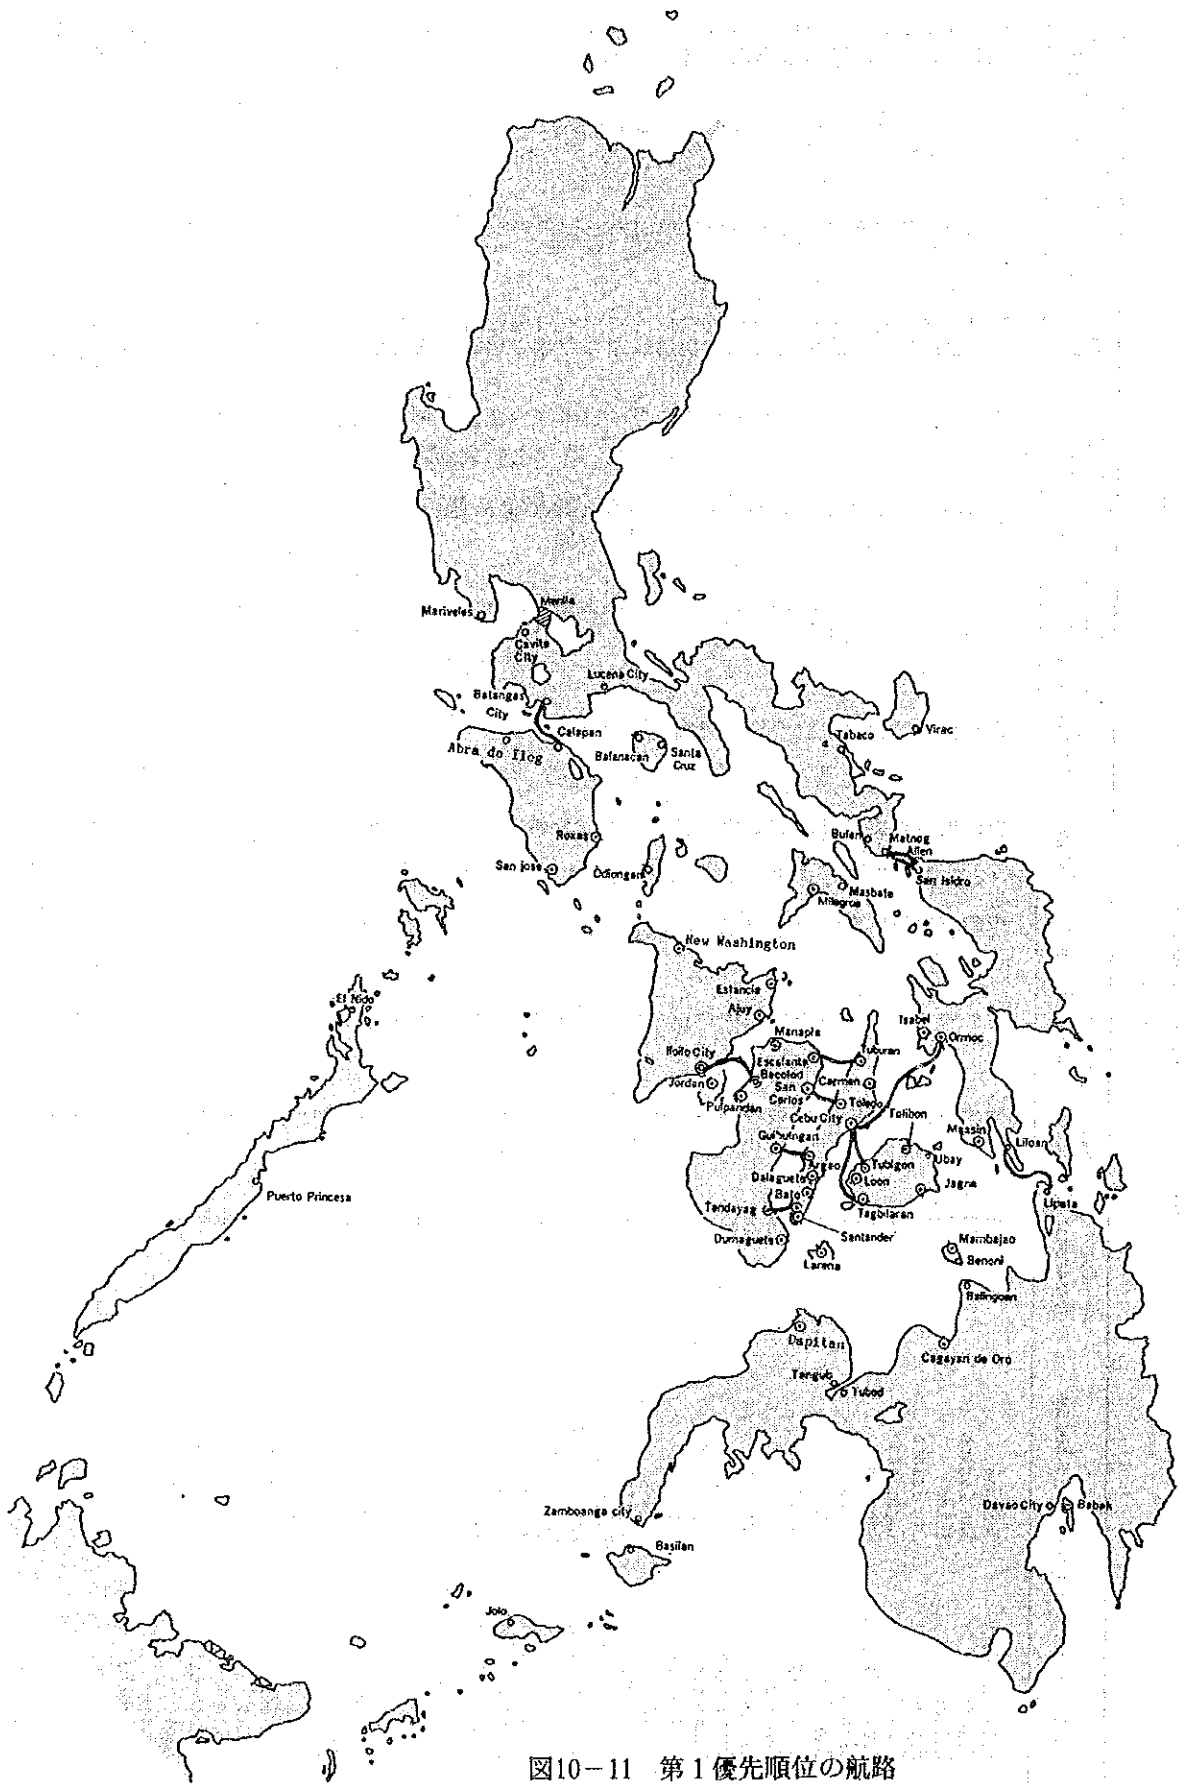 Manila
Mariveles
Cavite
City
Lucena City
Batangas
City
Calapan
Virac
Tabaco
Abra de Ilog
Balanacan
Santa
Cruz
Roxas
Bulan
Matnog
Allen
San Jose
Odiongan
San Isidro
Masbate
Milagros
New Washington
Estancia
El Nido
Ajuy
Isabel
Ormoc
Manapla
Iloilo City
Escalante
Tuburan
Bacolod
Jordan
San
Carlos
Carmen
Pulpandan
Toledo
Cebu City
Talibon
Guihulngan
Maasin
Liloan
Argao
Tubigon
Ubay
Dalaguete
Loon
Puerto Princesa
Bato
Jagna
Lipata
Tandayag
Tagbilaran
Dumaguete
Santander
Mambajao
Larena
Benoni
Balingoan
Dapitan
Cagayan de Oro
Tangub
Tubod
Zamboanga city
Davao City
Babak
Basilan
Jolo
図10-11 第1優先順位の航路